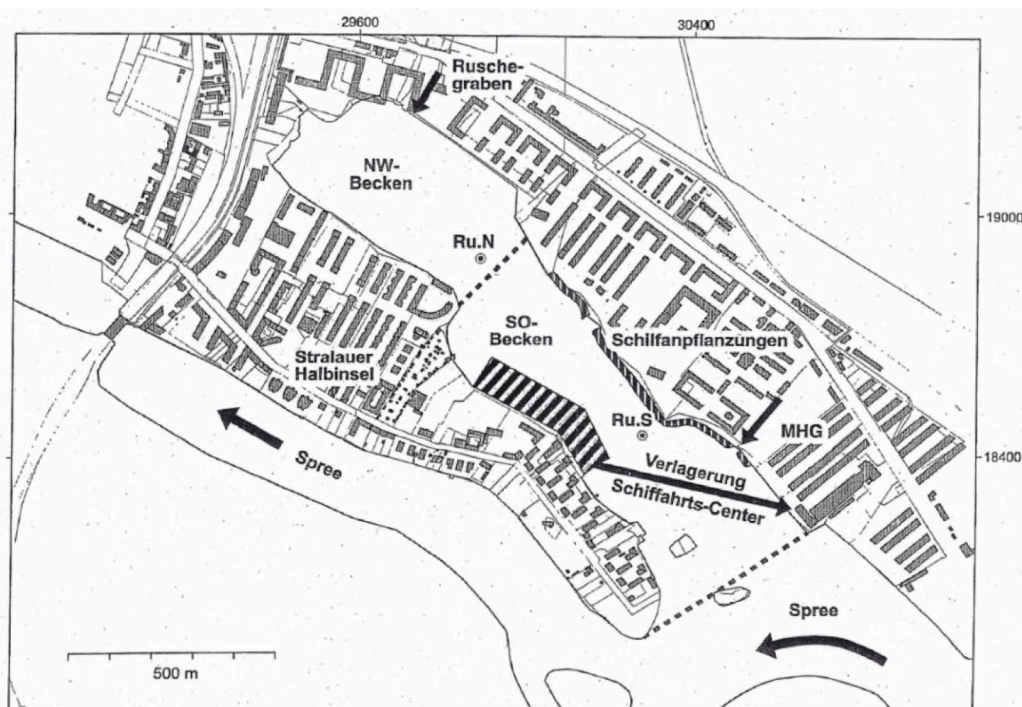 29600
30400
Rusche-
graben
NW-
Becken
19000
Ru.N
SO-
Becken
Schilfanpflanzungen
Stralauer
Halbinsel
Ru.S
MHG
18400
Spree
Verlagerung
Schiffahrts-Center
Spree
500 m